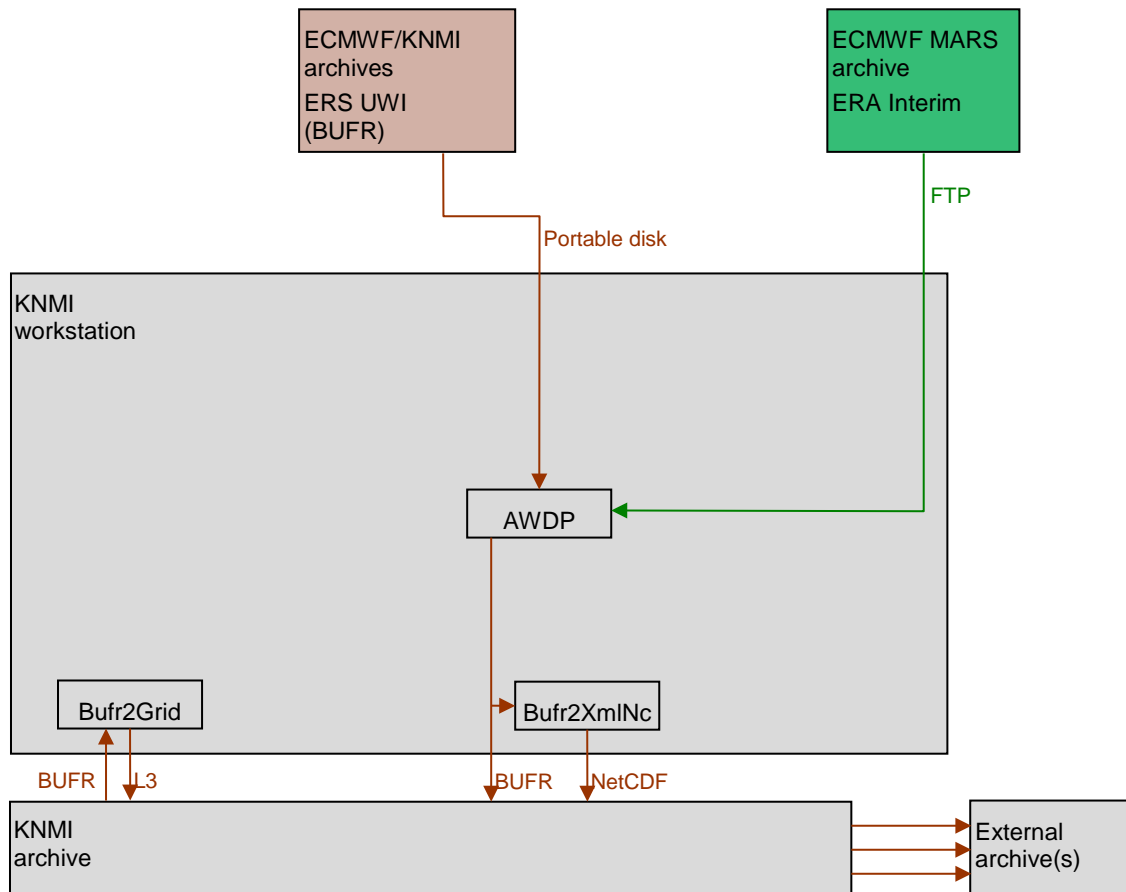 ECMWF/KNMI
archives
ERS UWI
(BUFR)
ECMWF MARS
archive
ERA Interim
FTP
Portable disk
KNMI
workstation
AWDP
Bufr2Grid
Bufr2XmlNc
BUFR
L3
BUFR
NetCDF
KNMI
archive
External
archive(s)